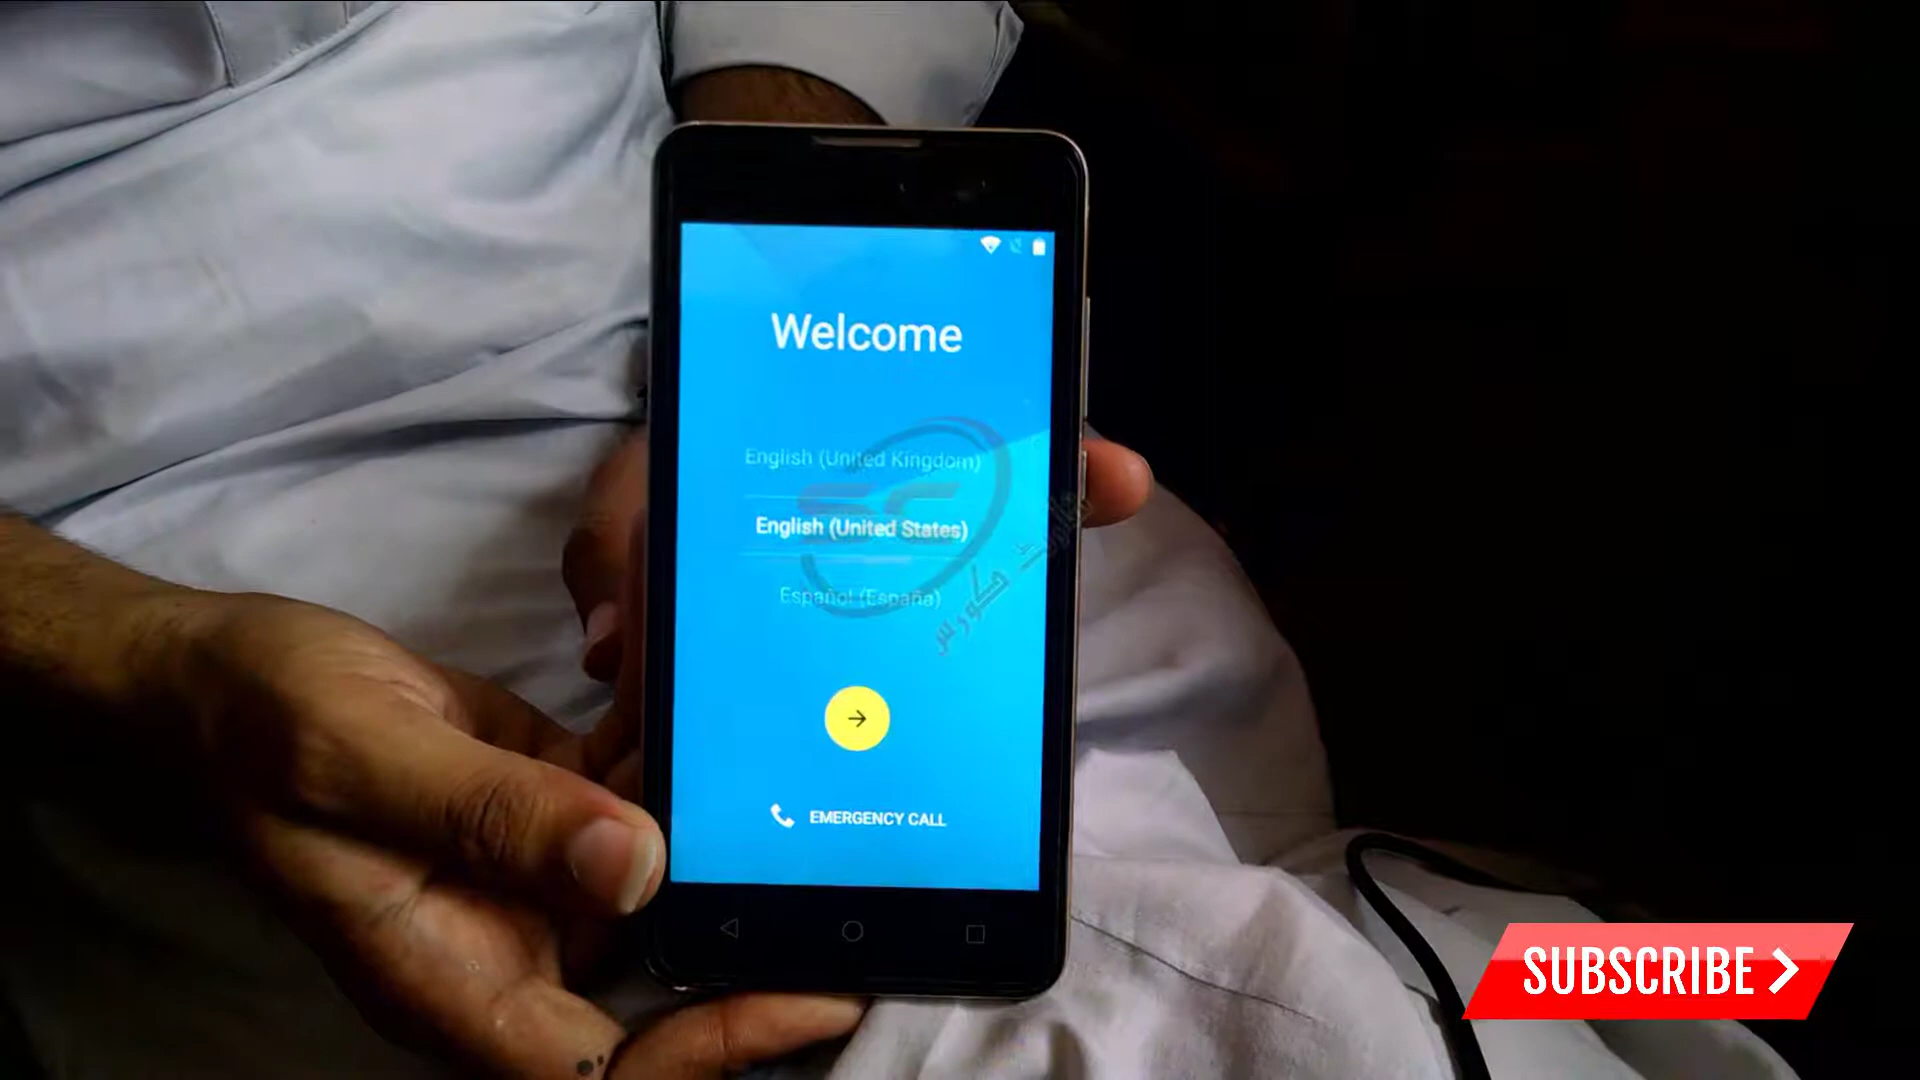 Welcome
English (United Kingdom)
English (United States)
Español (España)
EMERGENCY CALL
SUBSCRIBE